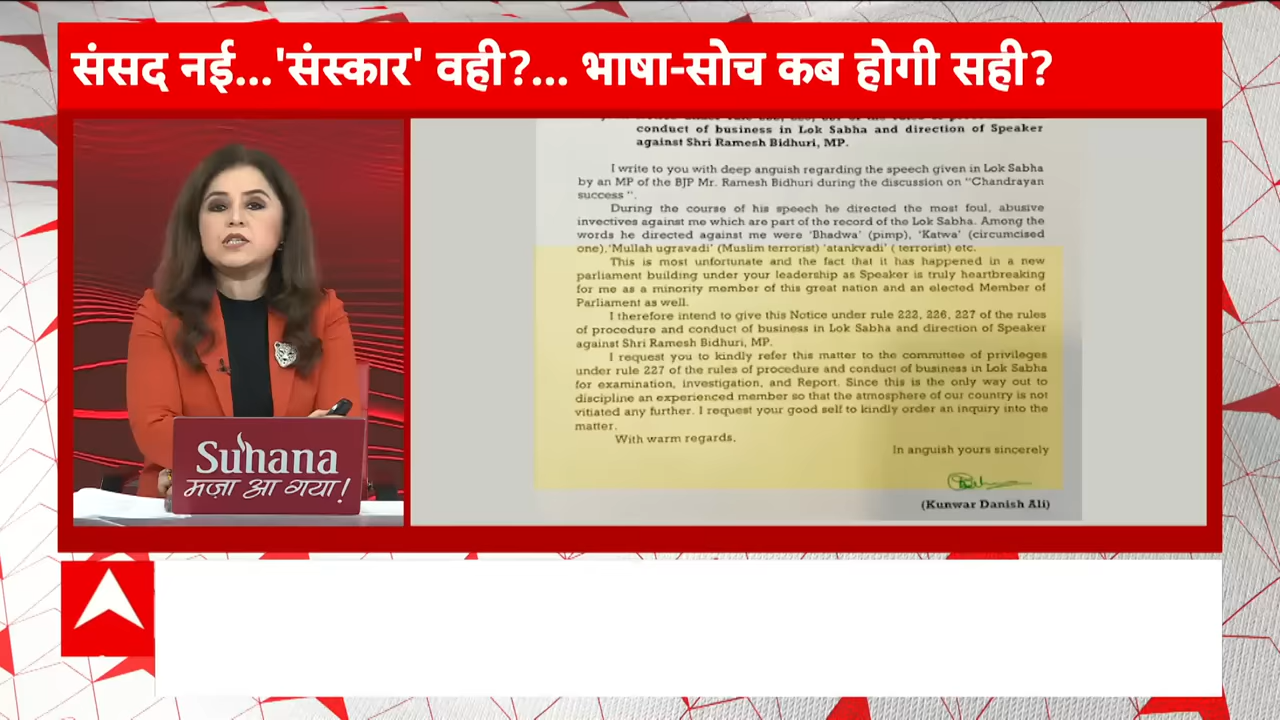 संसद नई...'संस्कार' वही?... भाषा-सोच कब होगी सही?
conduct of business in Lok Sabha and direction of Speaker
against Shri Ramesh Bidhuri, MP.
I write to you with deep anguish regarding the speech given in Lok Sabha
by an MP of the BJP Mr. Ramesh Bidhuri during the discussion on "Chandrayan
success ".
During the course of his speech he directed the most foul, abusive
invectives against me which are part of the record of the Lok Sabha. Among the
words he directed against me were 'Bhadwa' (pimp), 'Katwa' (circumcised
one),'Mullah ugravadi' (Muslim terrorist) 'atankvadi' ( terrorist) etc.
This is most unfortunate and the fact that it has happened in a new
parliament building under your leadership as Speaker is truly heartbreaking
for me as a minority member of this great nation and an elected Member of
Parliament as well.
I therefore intend to give this Notice under rule 222, 226, 227 of the rules
of procedure and conduct of business in Lok Sabha and direction of Speaker
against Shri Ramesh Bidhuri, MP.
I request you to kindly refer this matter to the committee of privileges
under rule 227 of the rules of procedure and conduct of business in Lok Sabha
for examination, investigation, and Report. Since this is the only way out to
discipline an experienced member so that the atmosphere of our country is not
vitiated any further. I request your good self to kindly order an inquiry into the
matter.
With warm regards,
In anguish yours sincerely
(Kunwar Danish Ali)
Suhana
मज़ा आ गया!